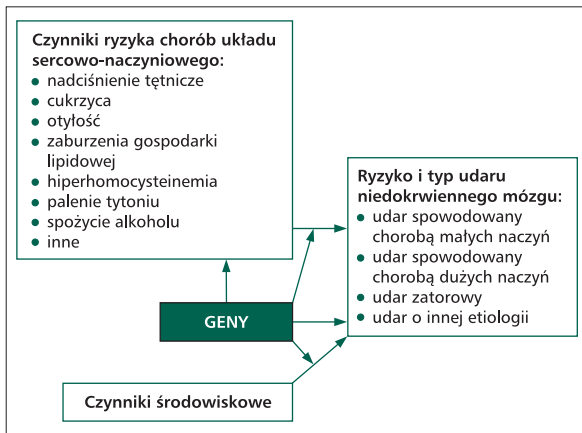 Czynniki ryzyka chorób układu
sercowo-naczyniowego:
• nadciśnienie tętnicze
• cukrzyca
• otyłość
• zaburzenia gospodarki
lipidowej
• hiperhomocysteinemia
• palenie tytoniu
• spożycie alkoholu
• inne
Ryzyko i typ udaru
niedokrwiennego mózgu:
• udar spowodowany
chorobą małych naczyń
• udar spowodowany
chorobą dużych naczyń
• udar zatorowy
• udar o innej etiologii
GENY
Czynniki środowiskowe